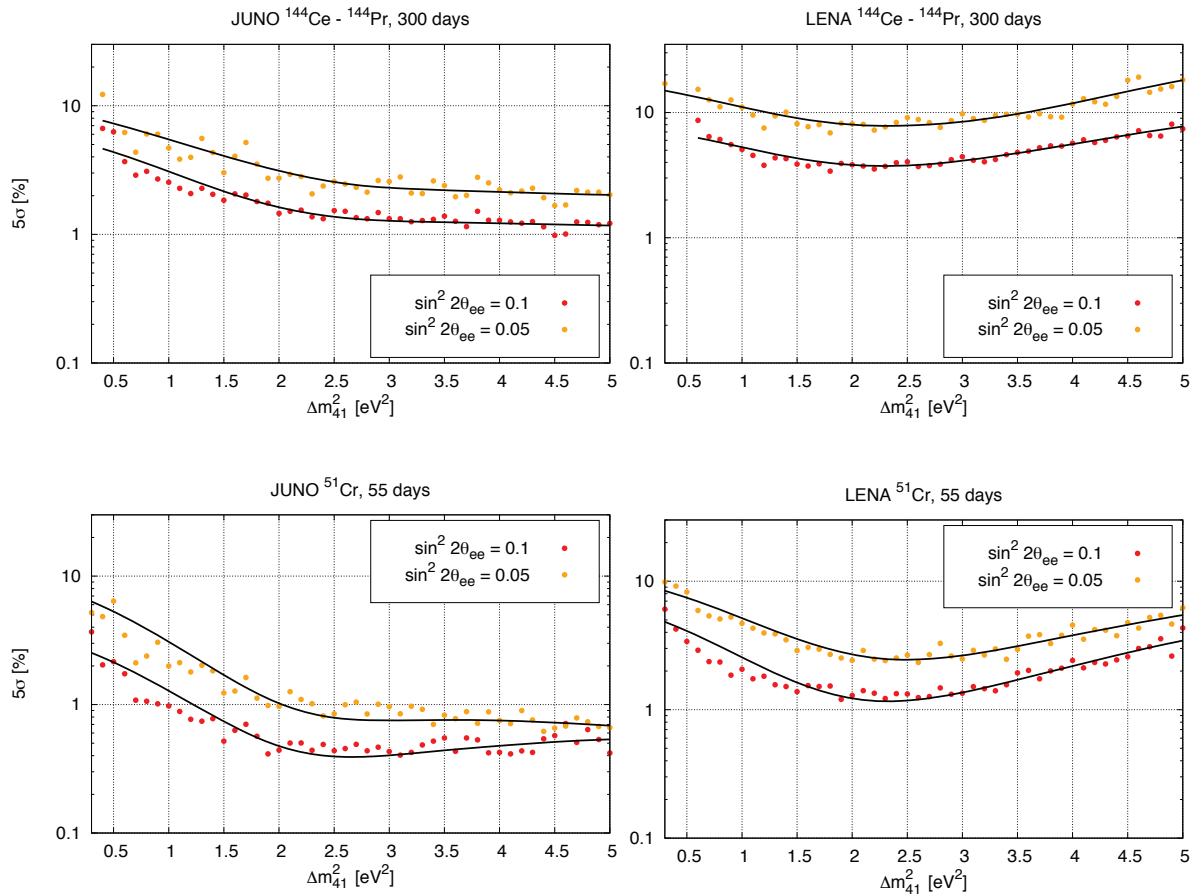 JUNO ¹⁴⁴Ce - ¹⁴⁴Pr, 300 days
5σ [%]
10
1
0.1
sin² 2θee = 0.1
sin² 2θee = 0.05
0.5 1 1.5 2 2.5 3 3.5 4 4.5 5
Δm²41 [eV²]
LENA ¹⁴⁴Ce - ¹⁴⁴Pr, 300 days
10
1
0.1
sin² 2θee = 0.1
sin² 2θee = 0.05
0.5 1 1.5 2 2.5 3 3.5 4 4.5 5
Δm²41 [eV²]
JUNO ⁵¹Cr, 55 days
5σ [%]
10
1
0.1
sin² 2θee = 0.1
sin² 2θee = 0.05
0.5 1 1.5 2 2.5 3 3.5 4 4.5 5
Δm²41 [eV²]
LENA ⁵¹Cr, 55 days
10
1
0.1
sin² 2θee = 0.1
sin² 2θee = 0.05
0.5 1 1.5 2 2.5 3 3.5 4 4.5 5
Δm²41 [eV²]